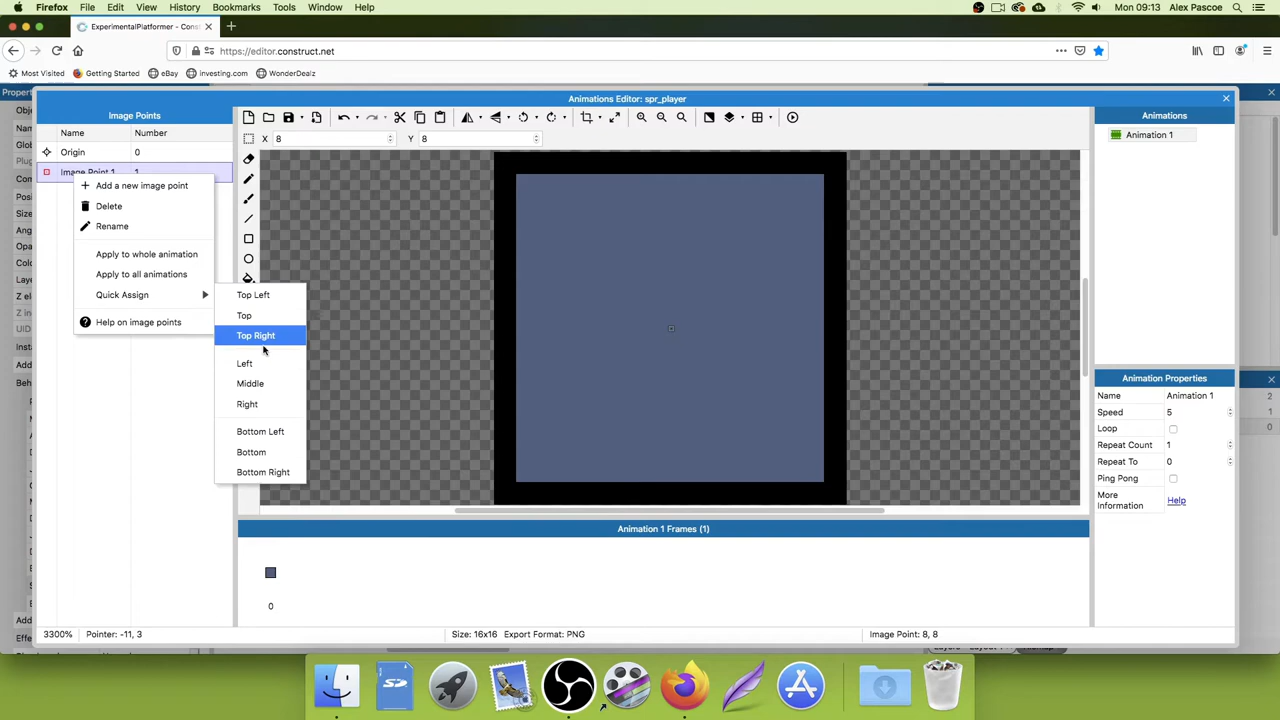 Firefox File Edit View History Bookmarks Tools Window Help Mon 09:13 Alex Pascoe
ExperimentalPlatformer - Const
https://editor.construct.net
Most Visited Getting Started eBay investing.com WonderDealz
Animations Editor: spr_player
Image Points
Name Number
Origin 0
Image Point 1 1
Add a new image point
Delete
Rename
Apply to whole animation
Apply to all animations
Quick Assign
Help on image points
Top Left
Top
Top Right
Left
Middle
Right
Bottom Left
Bottom
Bottom Right
X 8 Y 8
Animations
Animation 1
Animation Properties
Name Animation 1
Speed 5
Loop
Repeat Count 1
Repeat To 0
Ping Pong
More Information Help
Animation 1 Frames (1)
0
3300% Pointer: -11, 3 Size: 16x16 Export Format: PNG Image Point: 8, 8